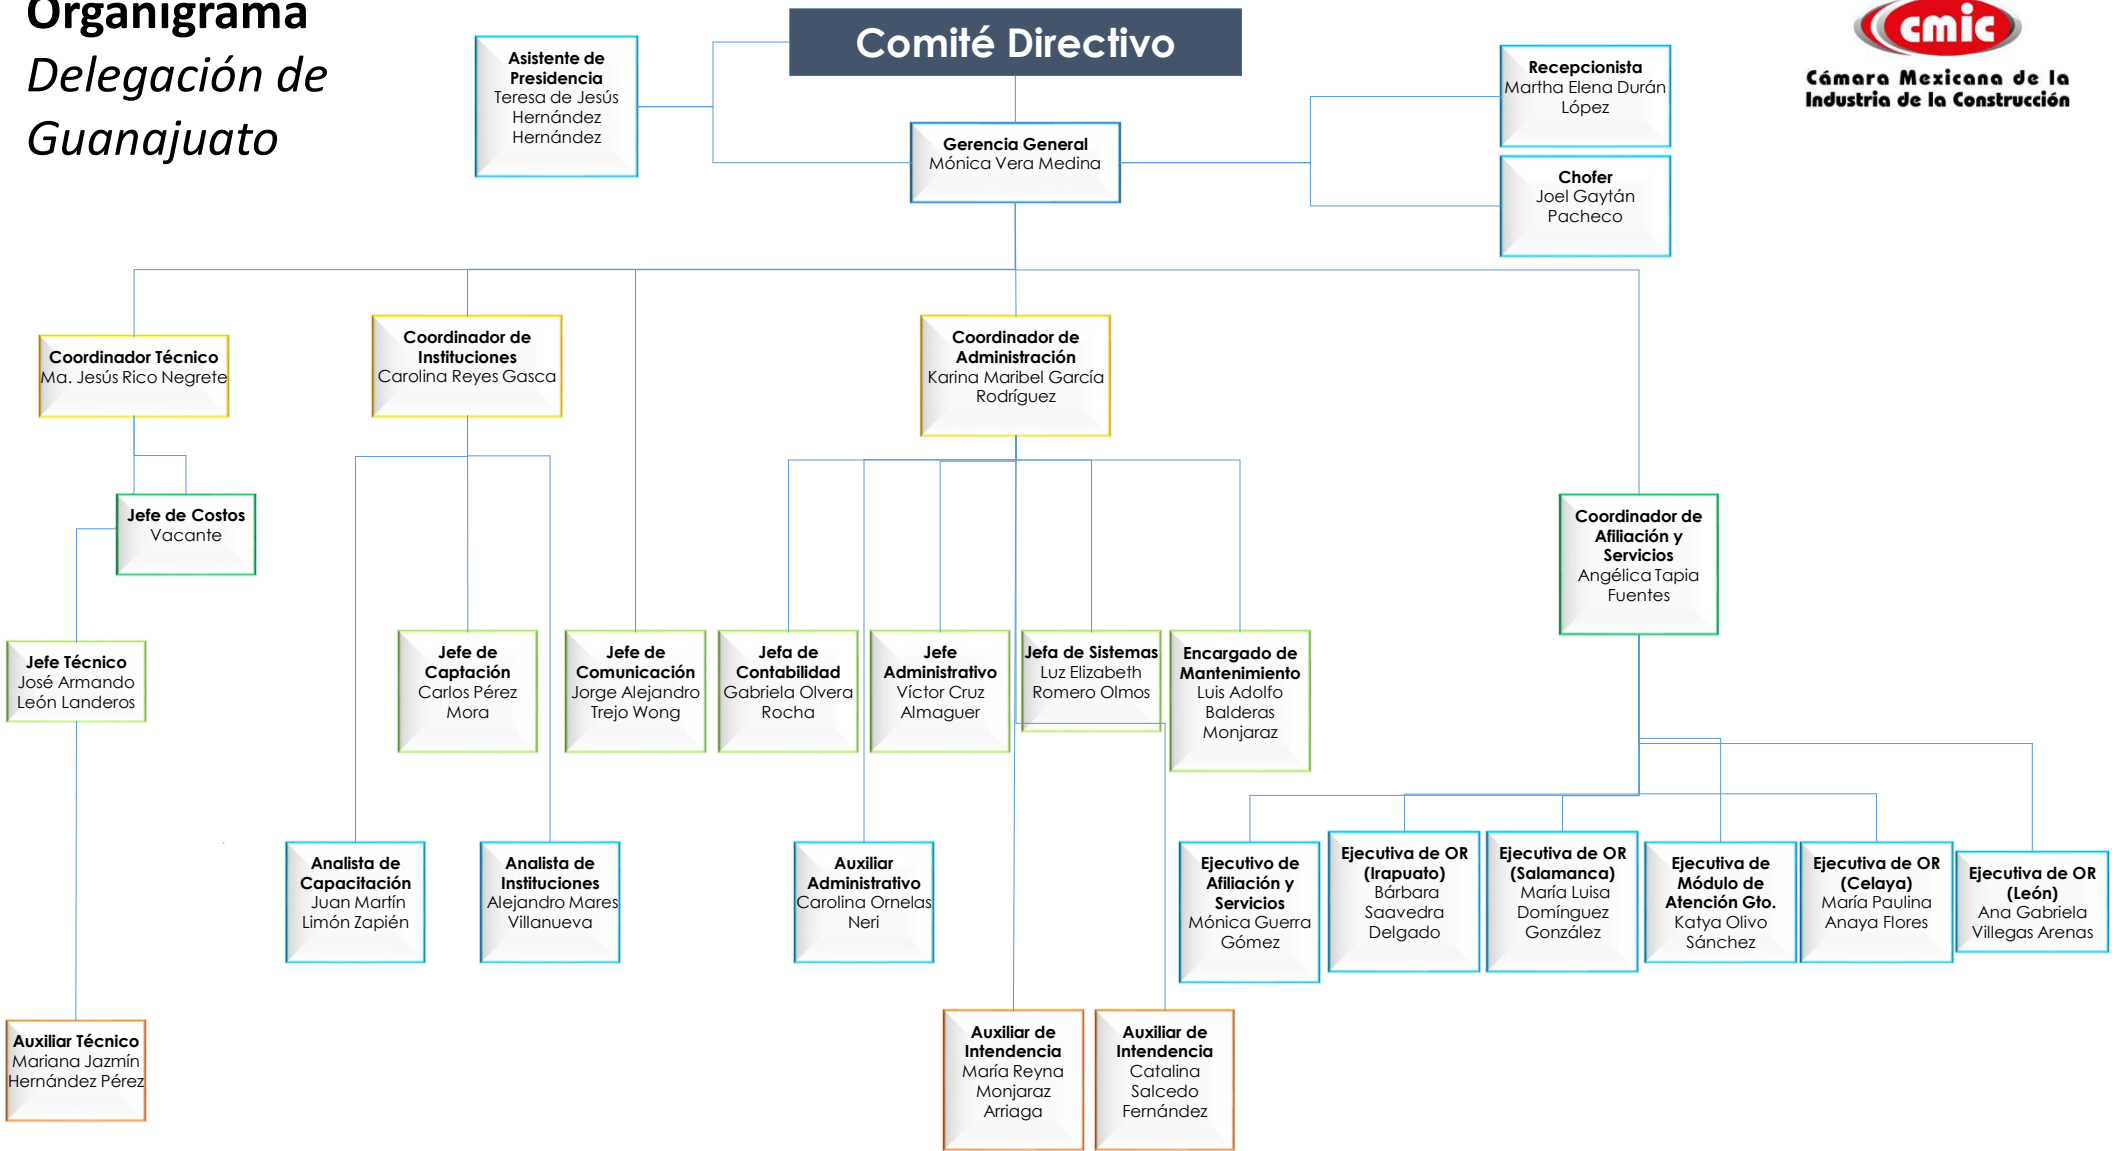 Organigrama
Delegación de
Guanajuato
Comité Directivo
cmic
Cámara Mexicana de la
Industria de la Construcción
Asistente de
Presidencia
Teresa de Jesús
Hernández
Hernández
Gerencia General
Mónica Vera Medina
Recepcionista
Martha Elena Durán
López
Chofer
Joel Gaytán
Pacheco
Coordinador Técnico
Ma. Jesús Rico Negrete
Coordinador de
Instituciones
Carolina Reyes Gasca
Coordinador de
Administración
Karina Maribel García
Rodríguez
Jefe de Costos
Vacante
Coordinador de
Afiliación y
Servicios
Angélica Tapia
Fuentes
Jefe Técnico
José Armando
León Landeros
Jefe de
Captación
Carlos Pérez
Mora
Jefe de
Comunicación
Jorge Alejandro
Trejo Wong
Jefa de
Contabilidad
Gabriela Olvera
Rocha
Jefe
Administrativo
Víctor Cruz
Almaguer
Jefa de Sistemas
Luz Elizabeth
Romero Olmos
Encargado de
Mantenimiento
Luis Adolfo
Balderas
Monjaraz
Analista de
Capacitación
Juan Martín
Limón Zapién
Analista de
Instituciones
Alejandro Mares
Villanueva
Auxiliar
Administrativo
Carolina Ornelas
Neri
Ejecutivo de
Afiliación y
Servicios
Mónica Guerra
Gómez
Ejecutiva de OR
(Irapuato)
Bárbara
Saavedra
Delgado
Ejecutiva de OR
(Salamanca)
María Luisa
Domínguez
González
Ejecutiva de
Módulo de
Atención Gto.
Katya Olivo
Sánchez
Ejecutiva de OR
(Celaya)
María Paulina
Anaya Flores
Ejecutiva de OR
(León)
Ana Gabriela
Villegas Arenas
Auxiliar Técnico
Mariana Jazmín
Hernández Pérez
Auxiliar de
Intendencia
María Reyna
Monjaraz
Arriaga
Auxiliar de
Intendencia
Catalina
Salcedo
Fernández